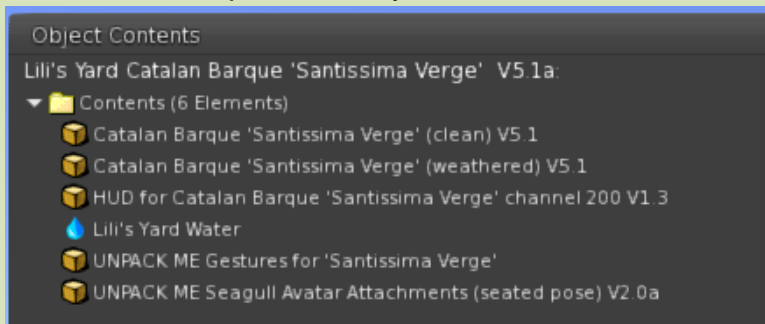 Object Contents
Lili's Yard Catalan Barque 'Santissima Verge' V5.1a:
Contents (6 Elements)
Catalan Barque 'Santissima Verge' (clean) V5.1
Catalan Barque 'Santissima Verge' (weathered) V5.1
HUD for Catalan Barque 'Santissima Verge' channel 200 V1.3
Lili's Yard Water
UNPACK ME Gestures for 'Santissima Verge'
UNPACK ME Seagull Avatar Attachments (seated pose) V2.0a